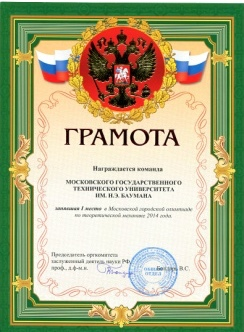 ГРАМОТА
Награждается команда
МОСКОВСКОГО ГОСУДАРСТВЕННОГО
ТЕХНИЧЕСКОГО УНИВЕРСИТЕТА
ИМ. Н.Э. БАУМАНА
занявшая I место в Московской городской олимпиаде
по теоретической механике 2014 года.
Председатель оргкомитета
заслуженный деятель науки РФ,
проф., д.ф-м.н.
В.С.